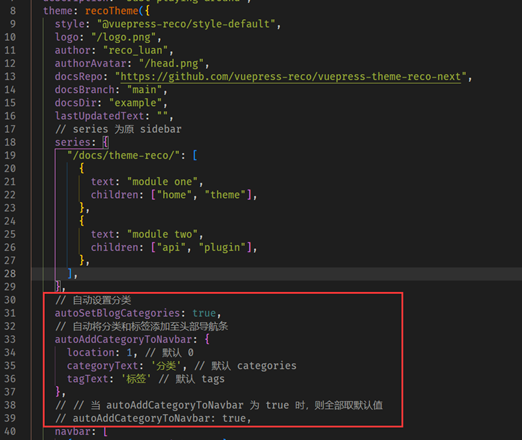 8 theme: recoTheme({
9 style: "@vuepress-reco/style-default",
10 logo: "/logo.png",
11 author: "reco_luan",
12 authorAvatar: "/head.png",
13 docsRepo: "https://github.com/vuepress-reco/vuepress-theme-reco-next",
14 docsBranch: "main",
15 docsDir: "example",
16 lastUpdatedText: "",
17 // series 为原 sidebar
18 series: {
19 "/docs/theme-reco/": [
20 {
21 text: "module one",
22 children: ["home", "theme"],
23 },
24 {
25 text: "module two",
26 children: ["api", "plugin"],
27 },
28 ],
29 },
30 // 自动设置分类
31 autoSetBlogCategories: true,
32 // 自动将分类和标签添加至头部导航条
33 autoAddCategoryToNavbar: {
34 location: 1, // 默认 0
35 categoryText: '分类', // 默认 categories
36 tagText: '标签' // 默认 tags
37 },
38 // // 当 autoAddCategoryToNavbar 为 true 时，则全部取默认值
39 // autoAddCategoryToNavbar: true,
40 navbar: [